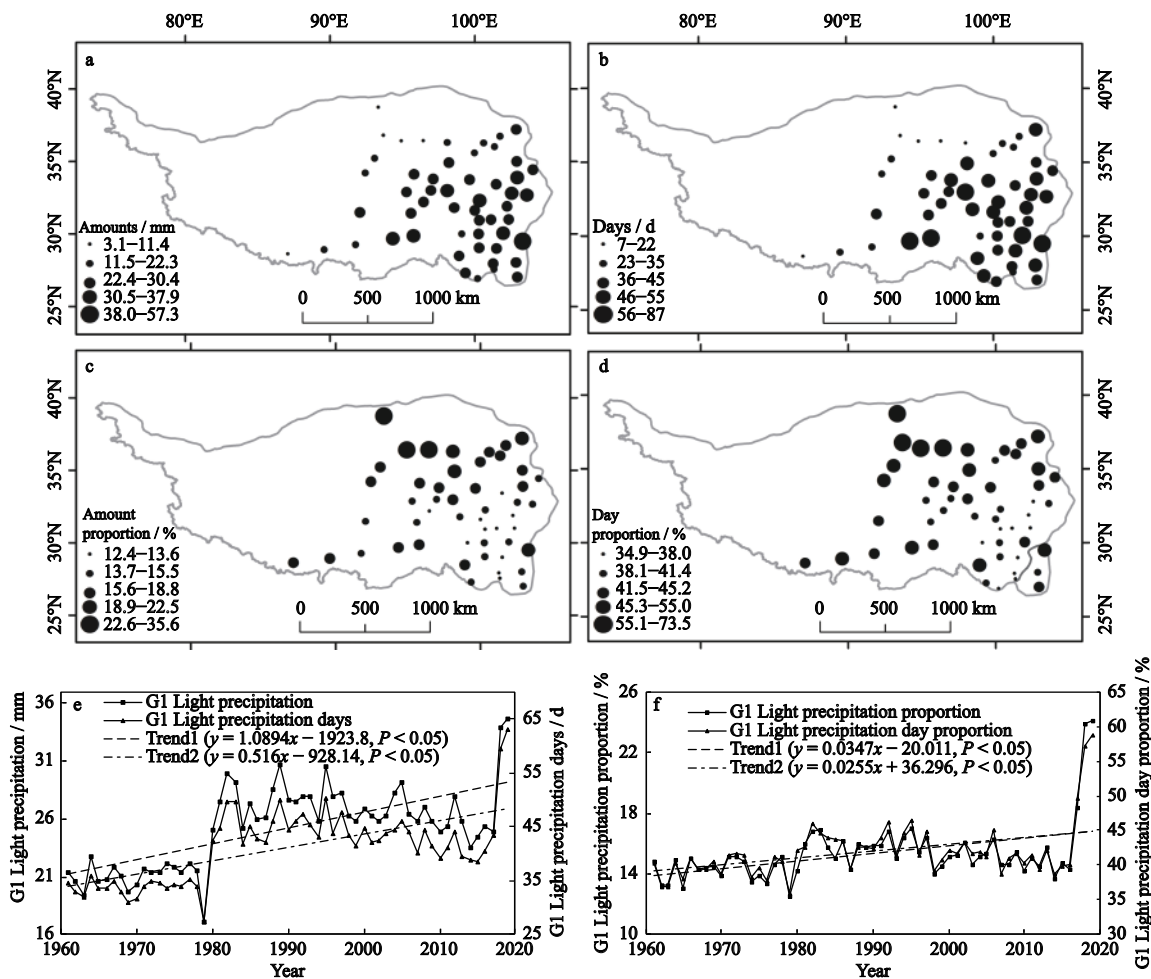 80°E 90°E 100°E 80°E 90°E 100°E
a
40°N
35°N
30°N
25°N
Amounts / mm
3.1–11.4
11.5–22.3
22.4–30.4
30.5–37.9
38.0–57.3
0 500 1000 km
b
40°N
35°N
30°N
25°N
Days / d
7–22
23–35
36–45
46–55
56–87
0 500 1000 km
c
40°N
35°N
30°N
25°N
Amount
proportion / %
12.4–13.6
13.7–15.5
15.6–18.8
18.9–22.5
22.6–35.6
0 500 1000 km
d
40°N
35°N
30°N
25°N
Day
proportion / %
34.9–38.0
38.1–41.4
41.5–45.2
45.3–55.0
55.1–73.5
0 500 1000 km
e
G1 Light precipitation / mm
36
31
26
21
16
G1 Light precipitation
G1 Light precipitation days
Trend1 (y = 1.0894x − 1923.8, P < 0.05)
Trend2 (y = 0.516x − 928.14, P < 0.05)
65
55
45
35
25
G1 Light precipitation days / d
1960 1970 1980 1990 2000 2010 2020
Year
f
G1 Light precipitation proportion / %
26
22
18
14
10
G1 Light precipitation proportion
G1 Light precipitation day proportion
Trend1 (y = 0.0347x − 20.011, P < 0.05)
Trend2 (y = 0.0255x + 36.296, P < 0.05)
65
60
55
50
45
40
35
30
G1 Light precipitation day proportion / %
1960 1970 1980 1990 2000 2010 2020
Year